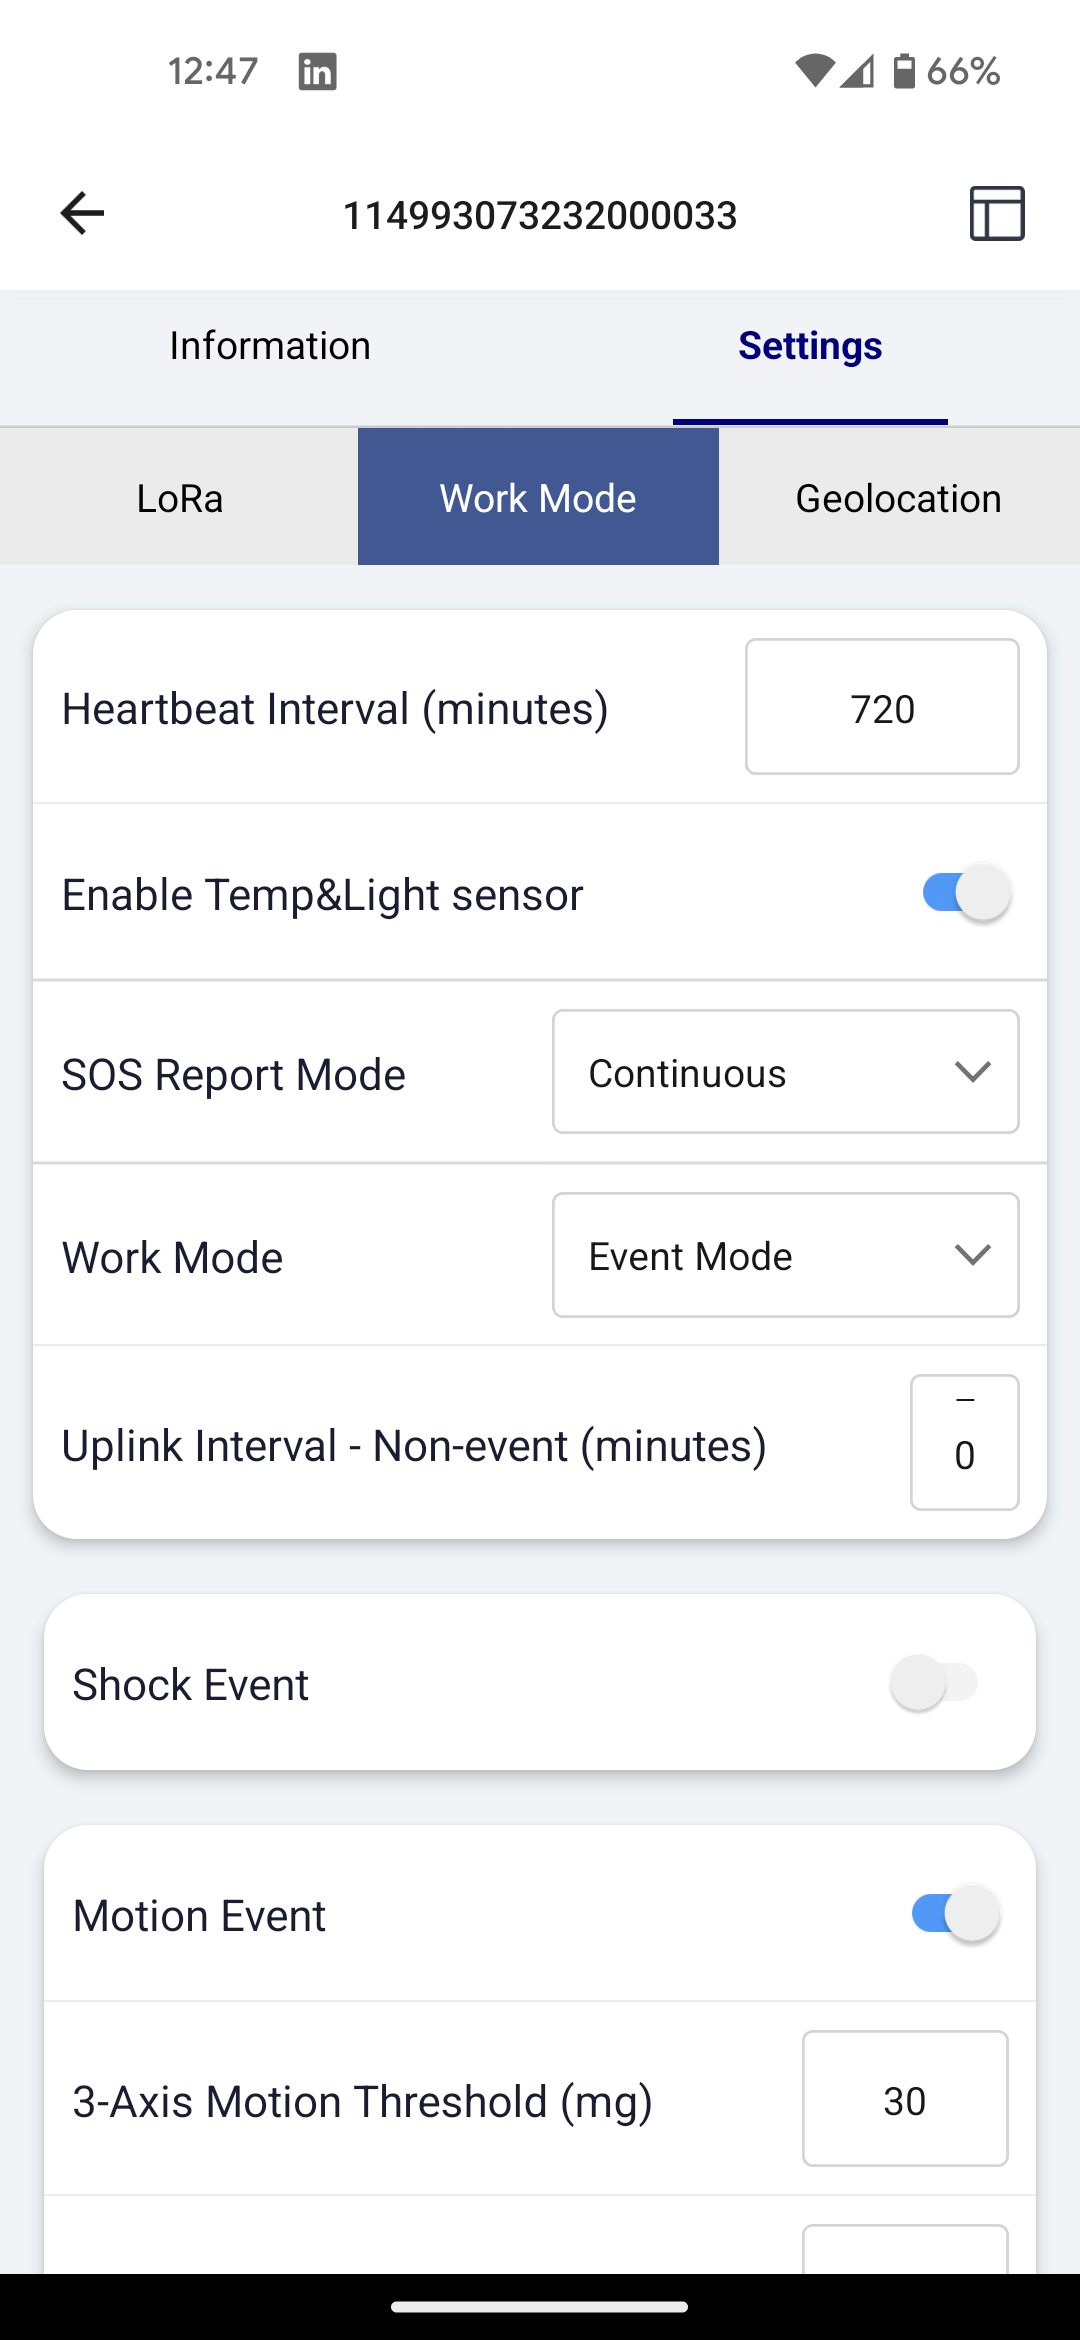 12:47 in 66%
114993073232000033
Information Settings
LoRa Work Mode Geolocation
Heartbeat Interval (minutes) 720
Enable Temp&Light sensor
SOS Report Mode Continuous
Work Mode Event Mode
Uplink Interval - Non-event (minutes) 0
Shock Event
Motion Event
3-Axis Motion Threshold (mg) 30